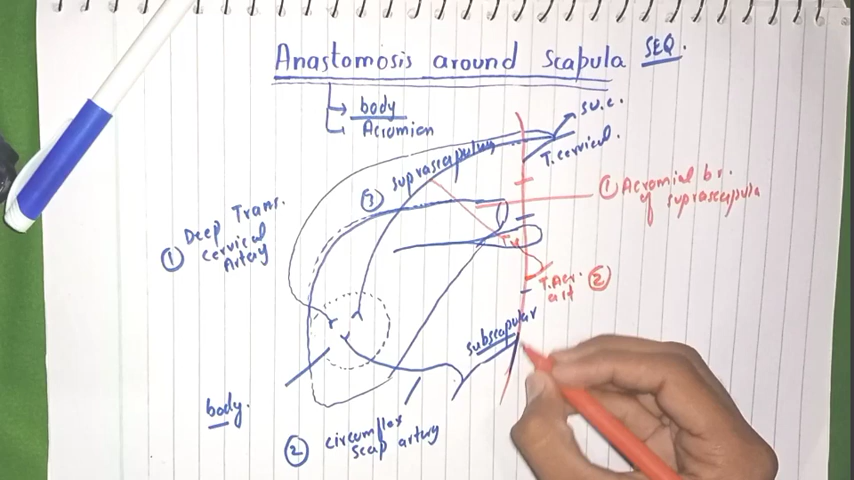 Anastomosis around scapula SEQ.
body
Acromion
T.cervical.
③ suprascapular
① Acromial br.
of suprascapula
① Deep Trans.
cervical
Artery
T.Acr.
art ②
subscapular
body.
② circumflex
scap artery